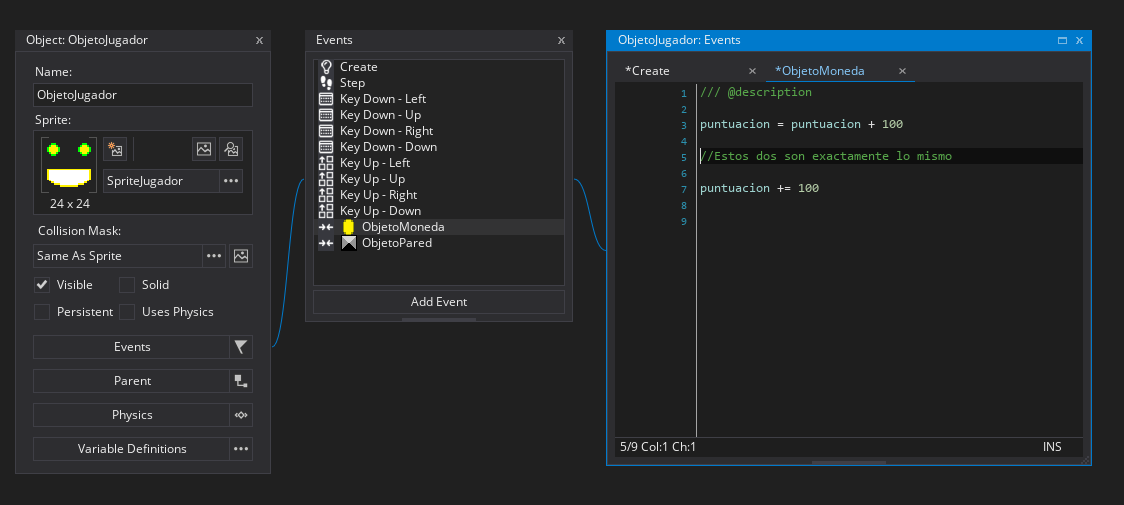 Object: ObjetoJugador x
Name:
ObjetoJugador
Sprite:
SpriteJugador
24 x 24
Collision Mask:
Same As Sprite
Visible
Solid
Persistent
Uses Physics
Events
Parent
Physics
Variable Definitions
Events x
Create
Step
Key Down - Left
Key Down - Up
Key Down - Right
Key Down - Down
Key Up - Left
Key Up - Up
Key Up - Right
Key Up - Down
ObjetoMoneda
ObjetoPared
Add Event
ObjetoJugador: Events x
*Create × *ObjetoMoneda ×
1 /// @description
2
3 puntuacion = puntuacion + 100
4
5 //Estos dos son exactamente lo mismo
6
7 puntuacion += 100
8
9
5/9 Col:1 Ch:1 INS